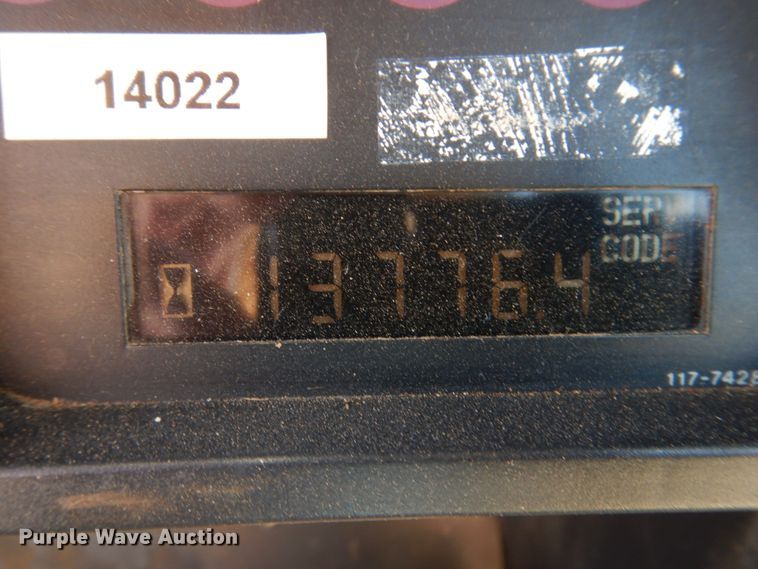 14022
SERV
CODE
13776.4
117-7428
Purple Wave Auction